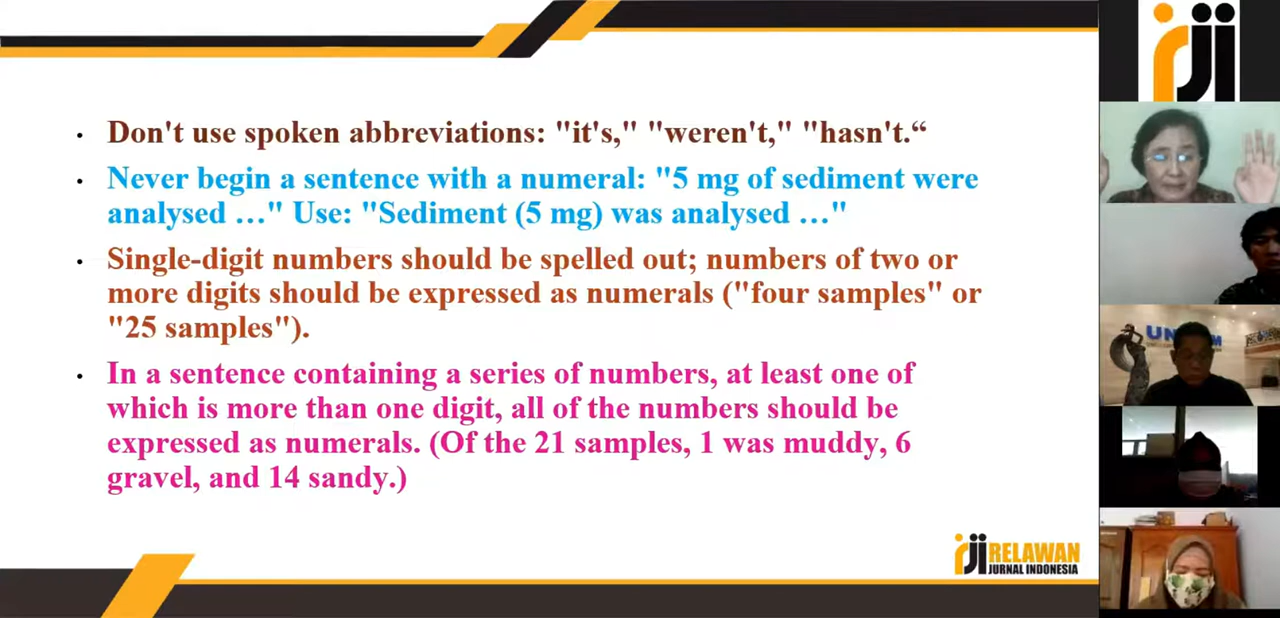 Don't use spoken abbreviations: "it's," "weren't," "hasn't.“
Never begin a sentence with a numeral: "5 mg of sediment were
analysed …" Use: "Sediment (5 mg) was analysed …"
Single-digit numbers should be spelled out; numbers of two or
more digits should be expressed as numerals ("four samples" or
"25 samples").
In a sentence containing a series of numbers, at least one of
which is more than one digit, all of the numbers should be
expressed as numerals. (Of the 21 samples, 1 was muddy, 6
gravel, and 14 sandy.)
rji RELAWAN
JURNAL INDONESIA
rji